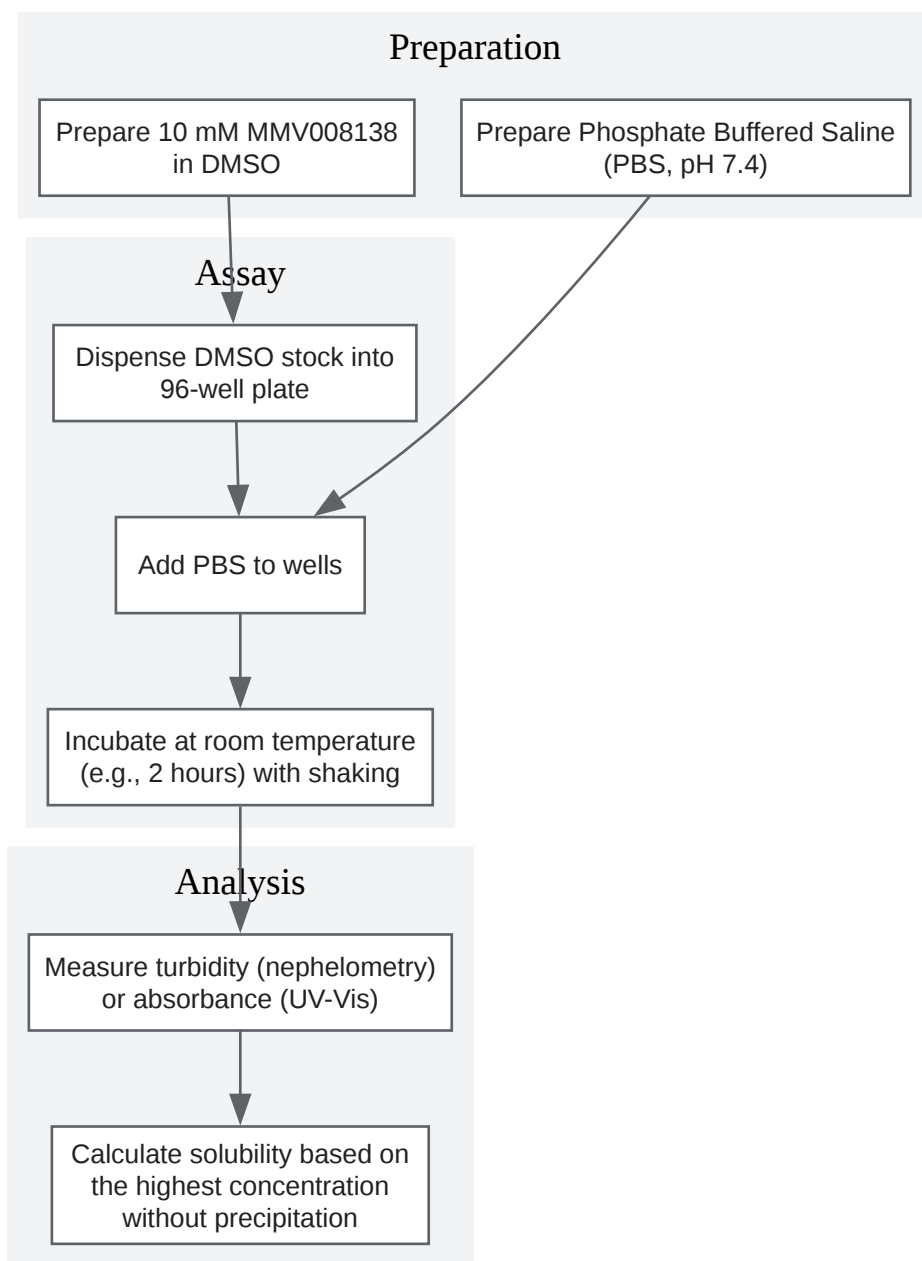 Preparation
Prepare 10 mM MMV008138
in DMSO
Prepare Phosphate Buffered Saline
(PBS, pH 7.4)
Assay
Dispense DMSO stock into
96-well plate
Add PBS to wells
Incubate at room temperature
(e.g., 2 hours) with shaking
Analysis
Measure turbidity (nephelometry)
or absorbance (UV-Vis)
Calculate solubility based on
the highest concentration
without precipitation